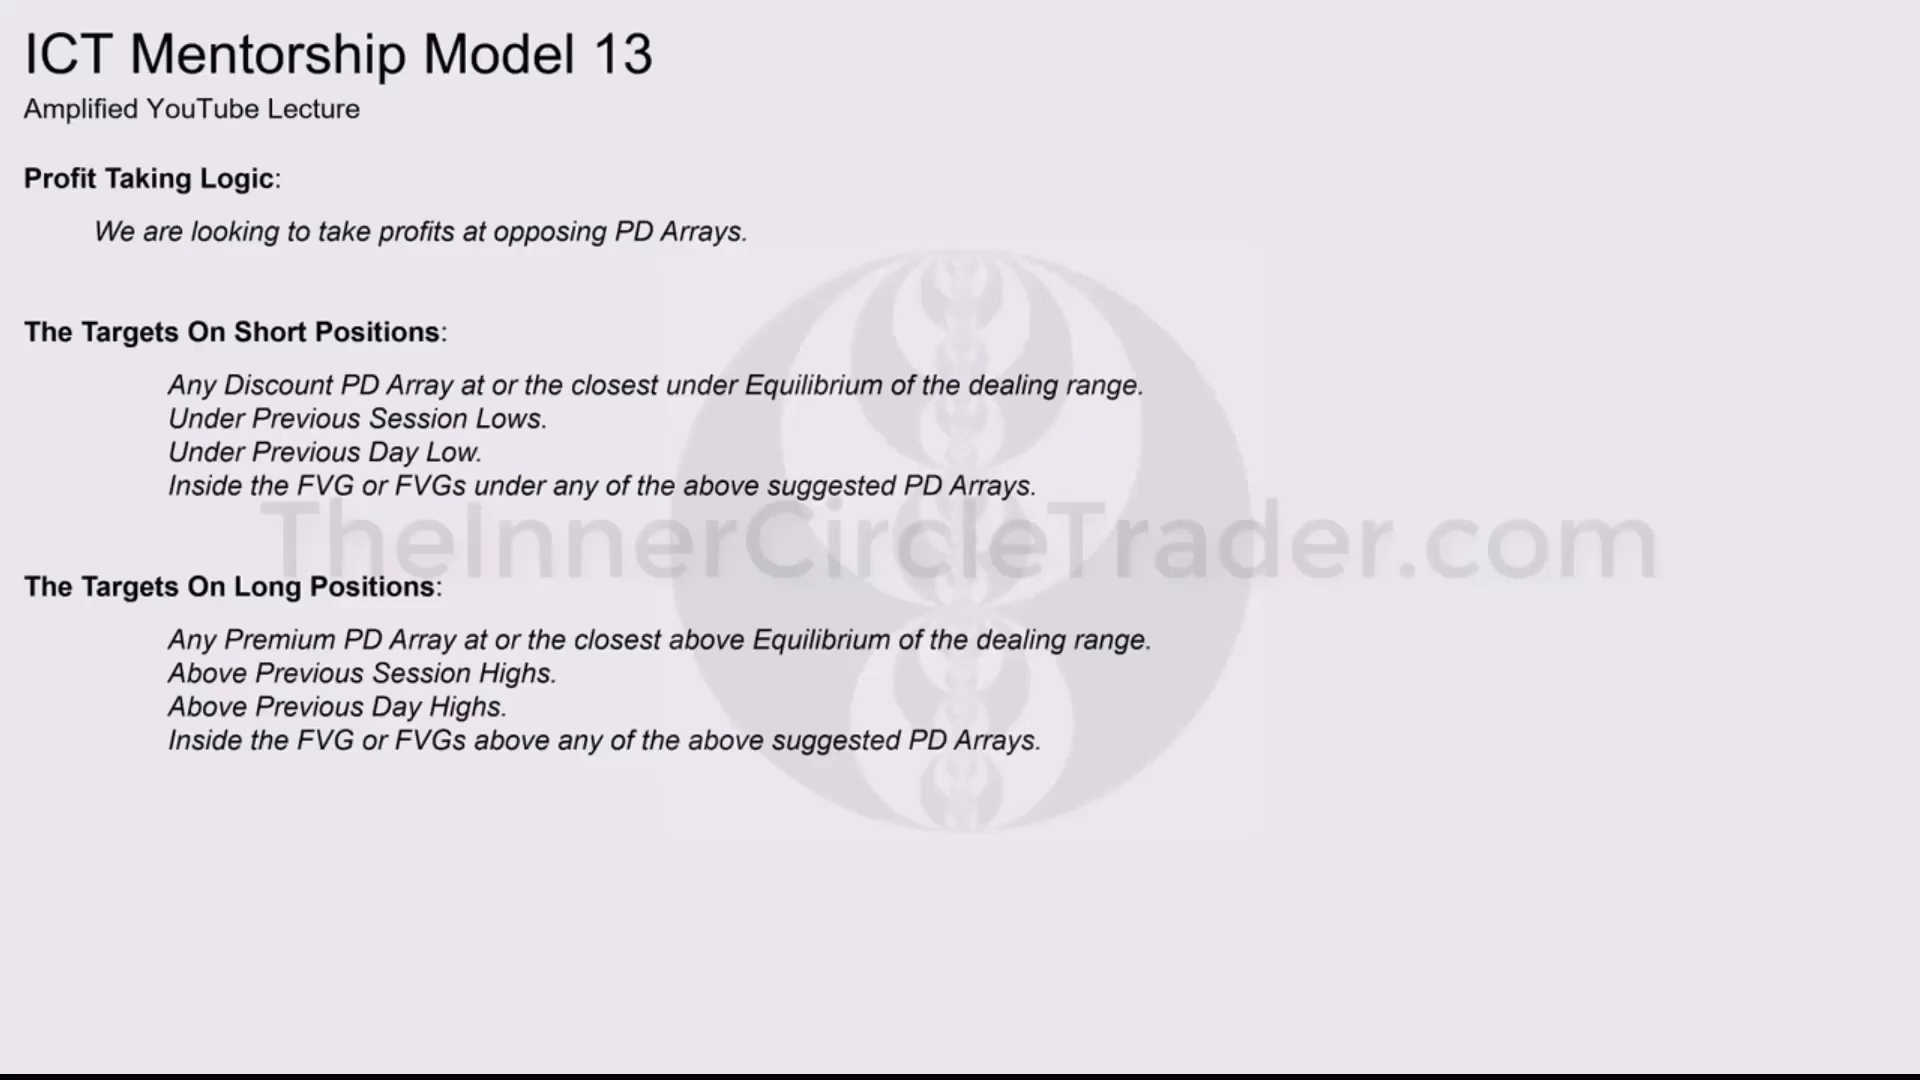 ICT Mentorship Model 13
Amplified YouTube Lecture
Profit Taking Logic:
We are looking to take profits at opposing PD Arrays.
The Targets On Short Positions:
Any Discount PD Array at or the closest under Equilibrium of the dealing range.
Under Previous Session Lows.
Under Previous Day Low.
Inside the FVG or FVGs under any of the above suggested PD Arrays.
TheInnerCircleTrader.com
The Targets On Long Positions:
Any Premium PD Array at or the closest above Equilibrium of the dealing range.
Above Previous Session Highs.
Above Previous Day Highs.
Inside the FVG or FVGs above any of the above suggested PD Arrays.